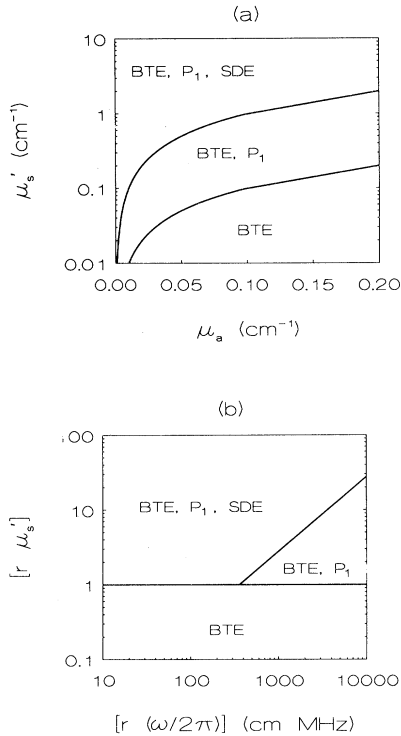 (a)
10
BTE, P₁, SDE
1
BTE, P₁
0.1
BTE
0.01
0.00 0.05 0.10 0.15 0.20
μₛ' (cm⁻¹)
μₐ (cm⁻¹)
(b)
00
BTE, P₁, SDE
10
BTE, P₁
1
BTE
0.1
10 100 1000 10000
[r μₛ']
[r (ω/2π)] (cm MHz)